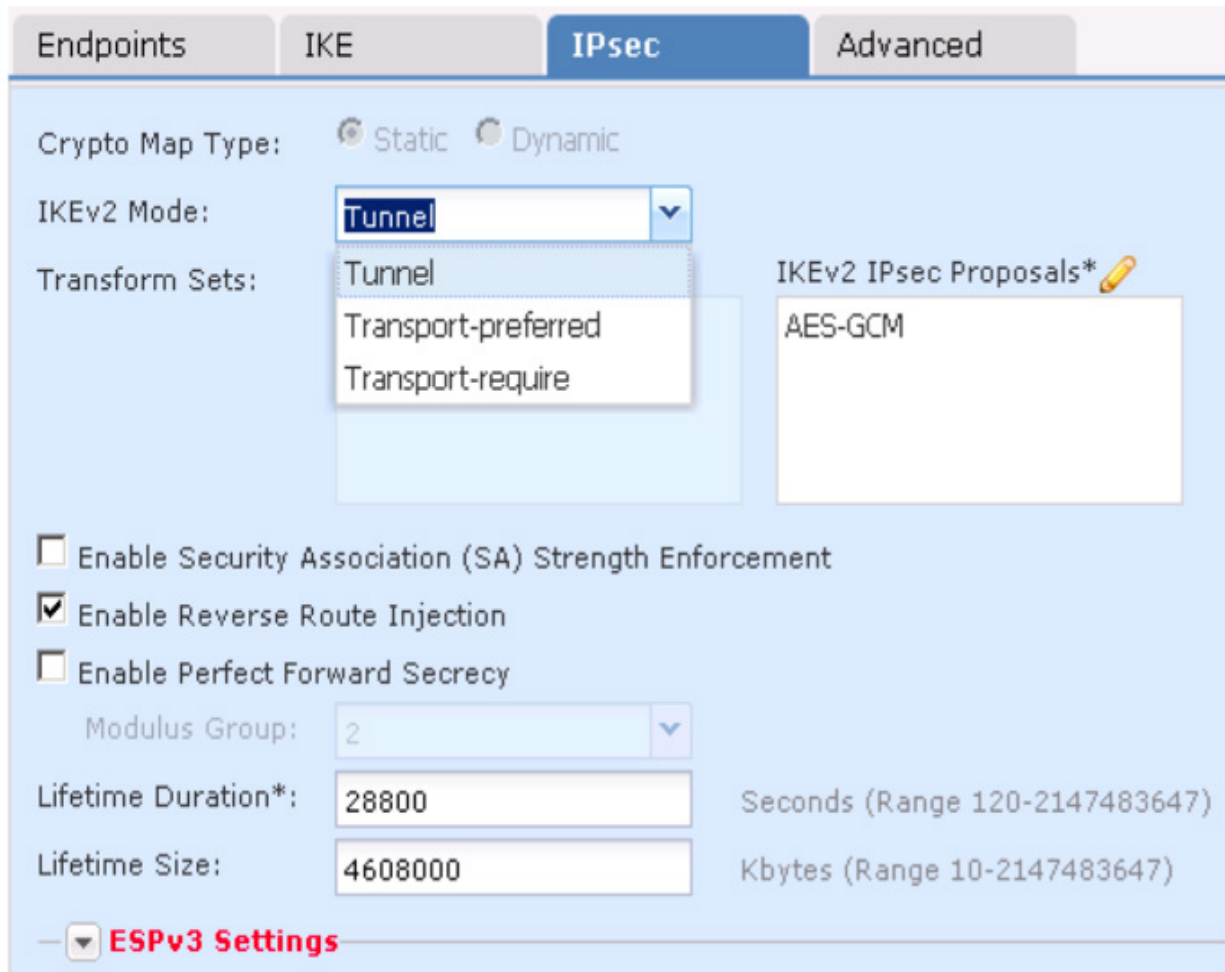 Endpoints IKE IPsec Advanced
Crypto Map Type: Static Dynamic
IKEv2 Mode: Tunnel
Transform Sets: Tunnel IKEv2 IPsec Proposals*
Transport-preferred AES-GCM
Transport-require
Enable Security Association (SA) Strength Enforcement
Enable Reverse Route Injection
Enable Perfect Forward Secrecy
Modulus Group: 2
Lifetime Duration*: 28800 Seconds (Range 120-2147483647)
Lifetime Size: 4608000 Kbytes (Range 10-2147483647)
ESPv3 Settings